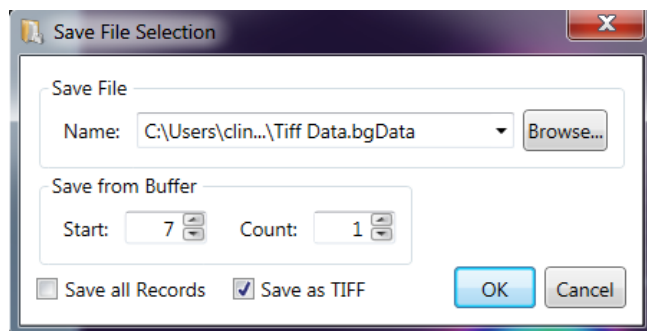 Save File Selection
X
Save File
Name: C:\Users\clin...\Tiff Data.bgData Browse...
Save from Buffer
Start: 7 Count: 1
Save all Records Save as TIFF OK Cancel